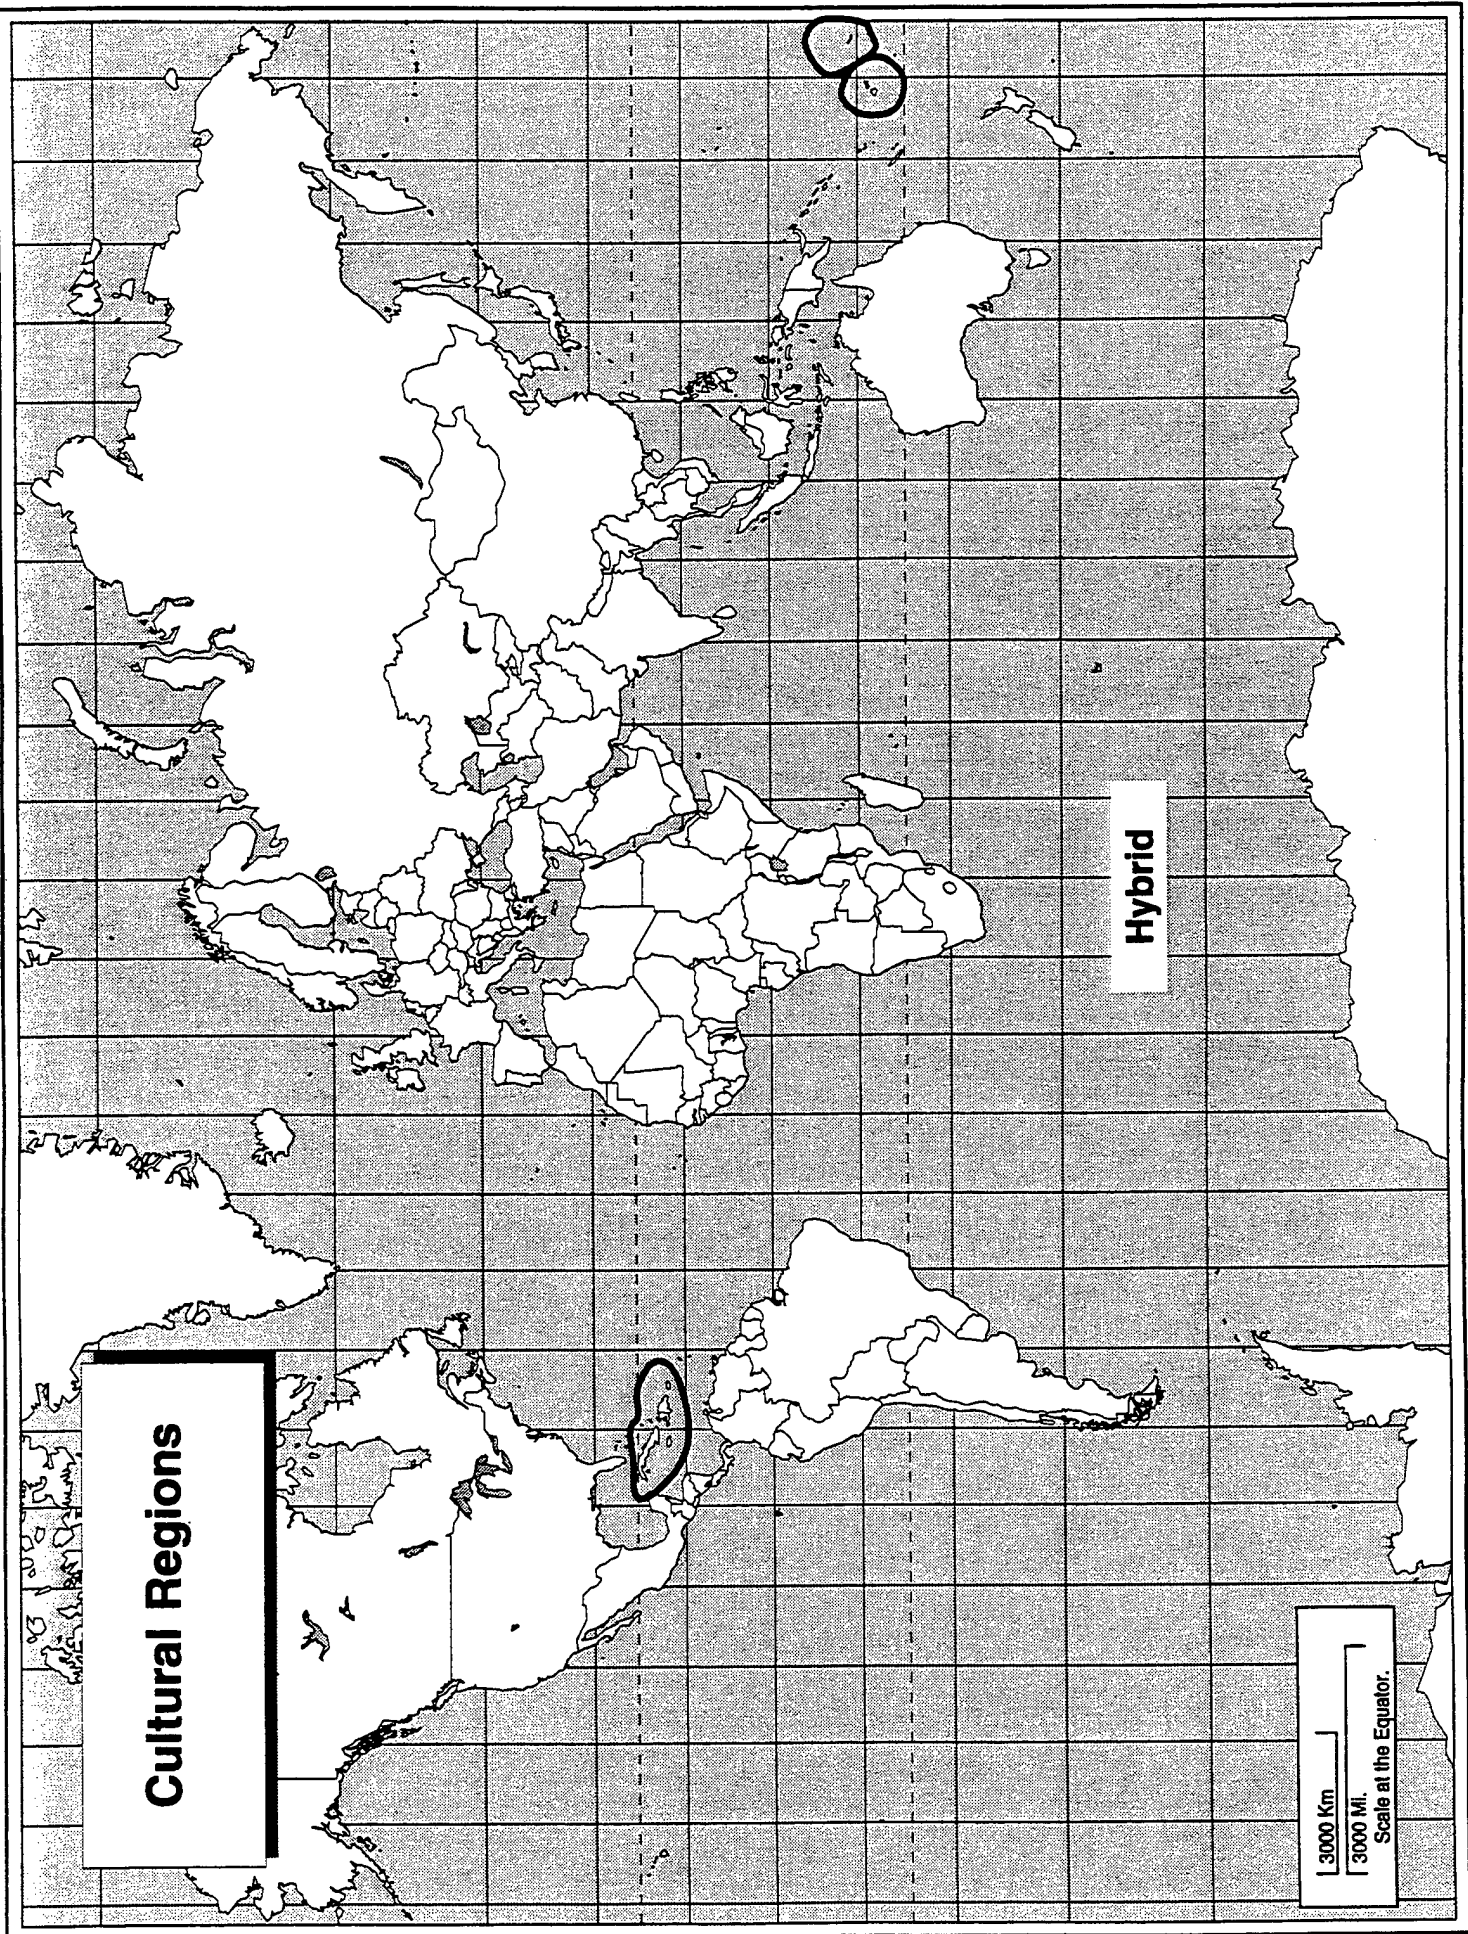 Cultural Regions
Hybrid
3000 Km
3000 Mi.
Scale at the Equator.